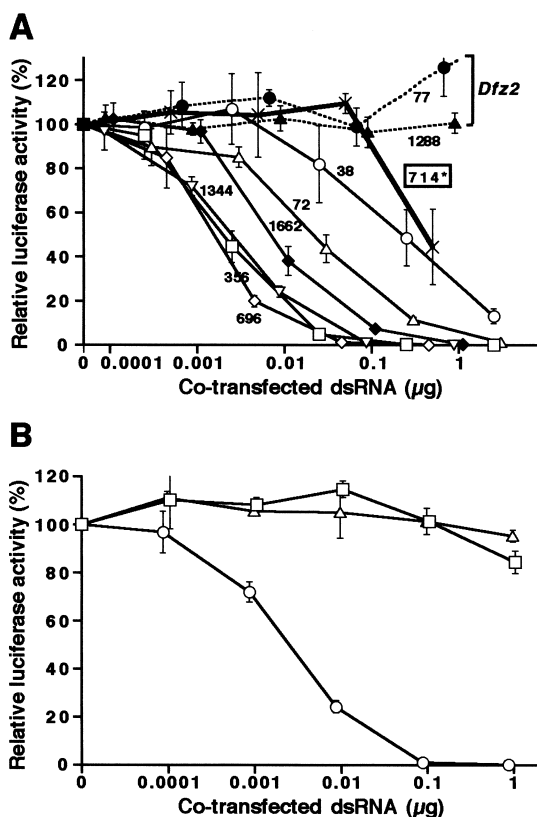 A
Relative luciferase activity (%)
120
100
80
60
40
20
0
77
Dfz2
1288
714*
38
72
1662
1344
356
696
0 0.0001 0.001 0.01 0.1 1
Co-transfected dsRNA (µg)
B
Relative luciferase activity (%)
120
100
80
60
40
20
0
0 0.0001 0.001 0.01 0.1 1
Co-transfected dsRNA (µg)